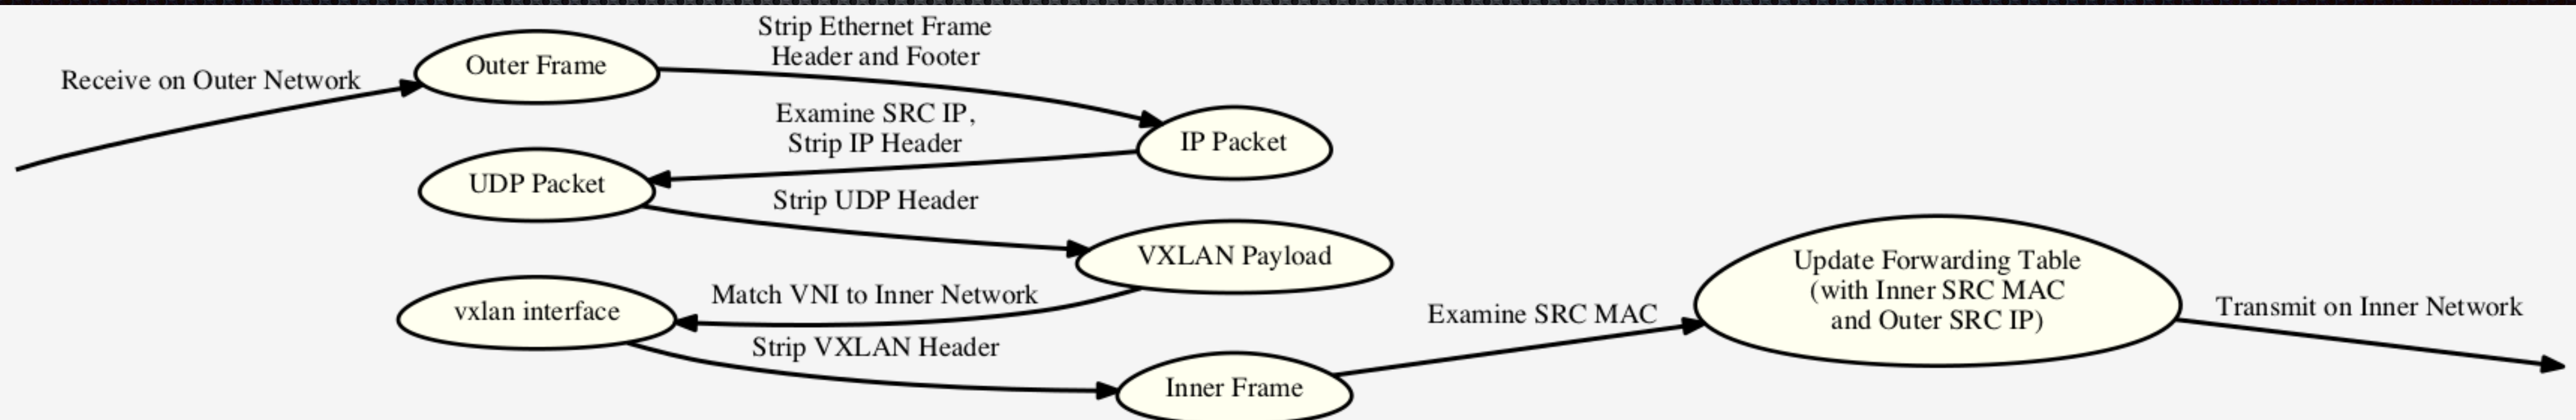 Receive on Outer Network
Outer Frame
Strip Ethernet Frame
Header and Footer
IP Packet
Examine SRC IP,
Strip IP Header
UDP Packet
Strip UDP Header
VXLAN Payload
Match VNI to Inner Network
vxlan interface
Strip VXLAN Header
Inner Frame
Examine SRC MAC
Update Forwarding Table
(with Inner SRC MAC
and Outer SRC IP)
Transmit on Inner Network